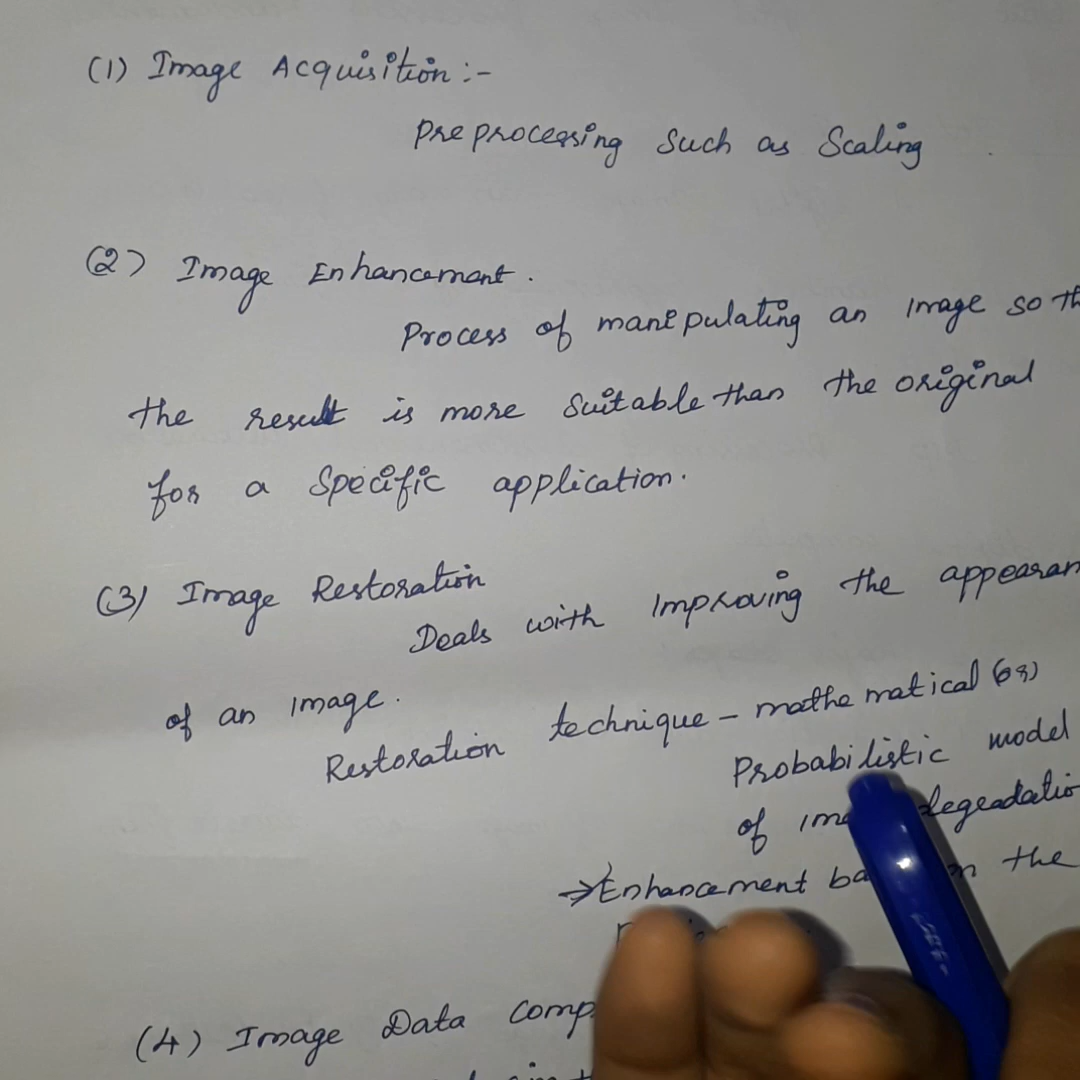 (1) Image Acquisition :-
Preprocessing Such as Scaling
(2) Image Enhancement.
Process of manipulating an image so th
the result is more suitable than the original
for a specific application.
(3) Image Restoration
Deals with improving the appearan
of an image.
Restoration technique - mathematical (or)
Probabilistic model
of degradatio
→ Enhancement the
(4) Image Data Comp